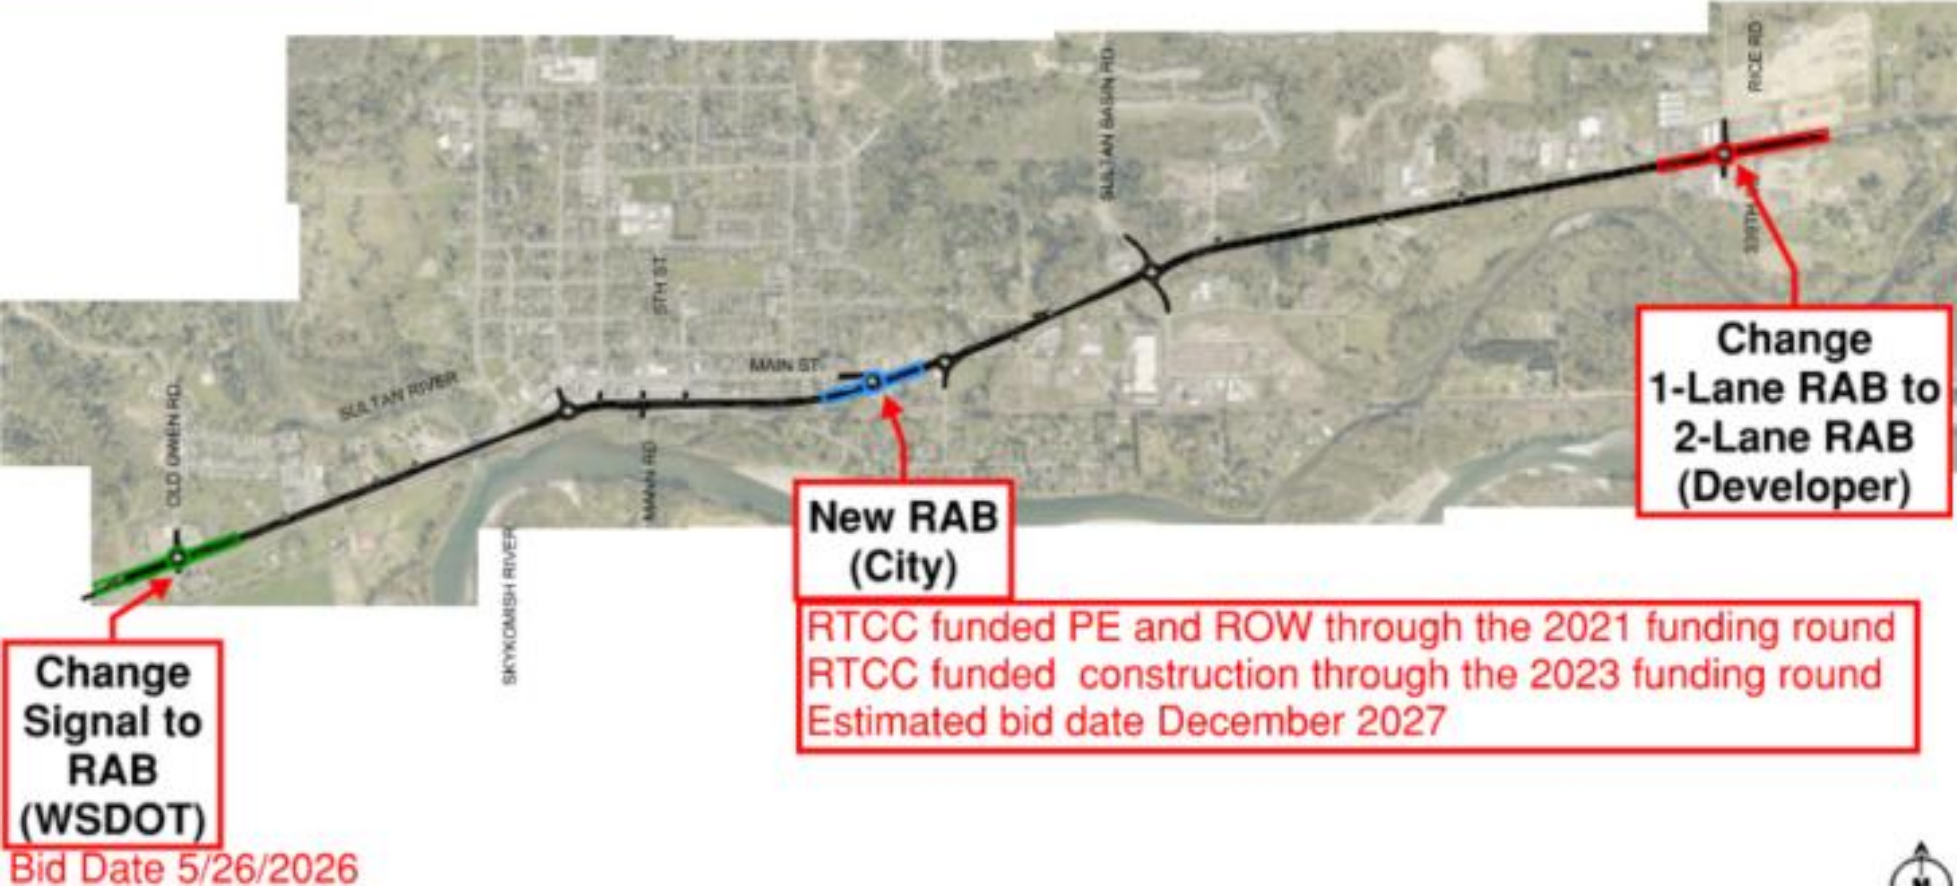 RICE RD
SULTAN BASIN RD
339TH
5TH ST
MAIN ST
SULTAN RIVER
OLD OWEN RD
MANN RD
SKYKOMISH RIVER
Change
1-Lane RAB to
2-Lane RAB
(Developer)
New RAB
(City)
RTCC funded PE and ROW through the 2021 funding round
RTCC funded  construction through the 2023 funding round
Estimated bid date December 2027
Change
Signal to
RAB
(WSDOT)
Bid Date 5/26/2026
N